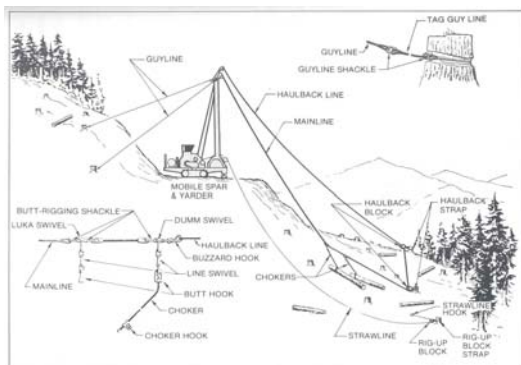 TAG GUY LINE
GUYLINE
GUYLINE SHACKLE
GUYLINE
HAULBACK LINE
MAINLINE
MOBILE SPAR
& YARDER
HAULBACK
BLOCK
HAULBACK
STRAP
BUTT-RIGGING SHACKLE
DUMM SWIVEL
LUKA SWIVEL
HAULBACK LINE
BUZZARD HOOK
MAINLINE
LINE SWIVEL
BUTT HOOK
CHOKER
CHOKER HOOK
CHOKERS
STRAWLINE
STRAWLINE
HOOK
RIG-UP
BLOCK
RIG-UP
BLOCK
STRAP